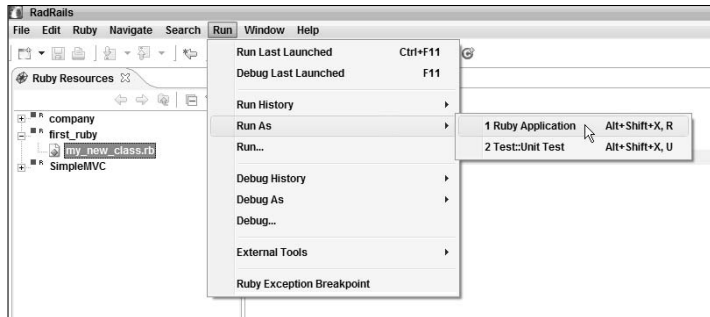 RadRails
File Edit Ruby Navigate Search Run Window Help
Ruby Resources
company
first_ruby
my_new_class.rb
SimpleMVC
Run Last Launched Ctrl+F11
Debug Last Launched F11
Run History
Run As
Run...
Debug History
Debug As
Debug...
External Tools
Ruby Exception Breakpoint
1 Ruby Application Alt+Shift+X, R
2 Test::Unit Test Alt+Shift+X, U